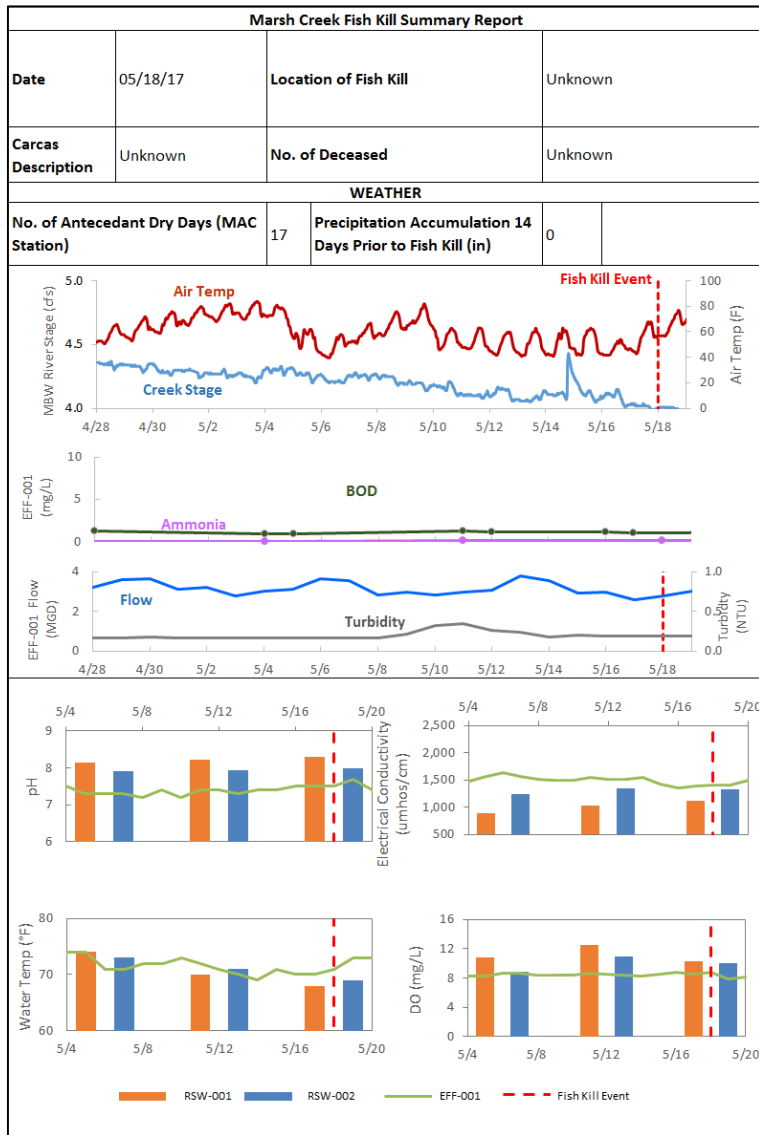 Marsh Creek Fish Kill Summary Report
Date 05/18/17 Location of Fish Kill Unknown
Carcas Description Unknown No. of Deceased Unknown
WEATHER
No. of Antecedant Dry Days (MAC Station) 17 Precipitation Accumulation 14 Days Prior to Fish Kill (in) 0
MBW River Stage (cfs)
5.0
4.5
4.0
Air Temp
Creek Stage
Fish Kill Event
100
80
60
40
20
0
Air Temp (F)
4/28 4/30 5/2 5/4 5/6 5/8 5/10 5/12 5/14 5/16 5/18
EFF-001
(mg/L)
10
5
0
BOD
Ammonia
EFF-001 Flow
(MGD)
4
2
0
Flow
Turbidity
1.0
0.5
0.0
Turbidty
(NTU)
4/28 4/30 5/2 5/4 5/6 5/8 5/10 5/12 5/14 5/16 5/18
5/4 5/8 5/12 5/16 5/20
pH
9
8
7
6
5/4 5/8 5/12 5/16 5/20
Electrical Conductivity
(umhos/cm)
2,500
2,000
1,500
1,000
500
Water Temp (°F)
80
70
60
5/4 5/8 5/12 5/16 5/20
DO (mg/L)
16
12
8
4
0
5/4 5/8 5/12 5/16 5/20
RSW-001 RSW-002 EFF-001 Fish Kill Event